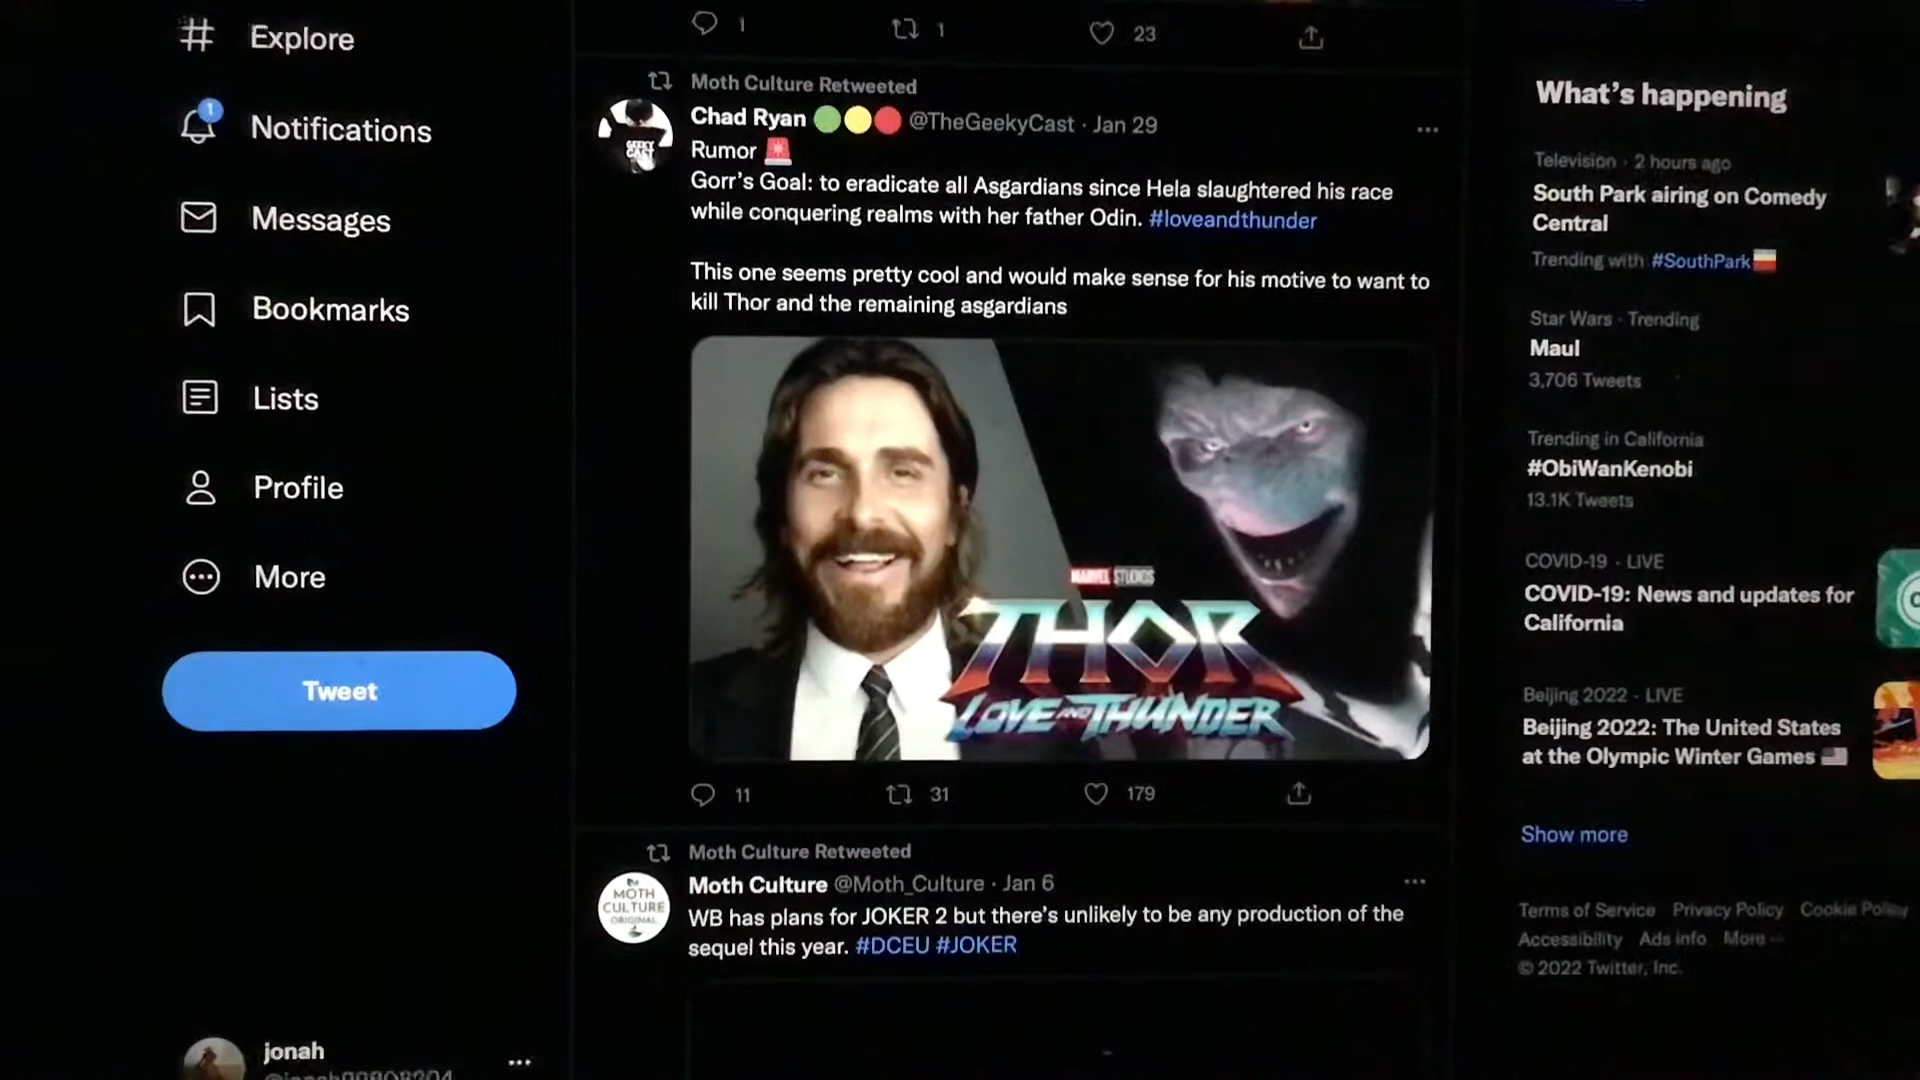 1
1
23
Explore
Moth Culture Retweeted
What's happening
Chad Ryan @TheGeekyCast · Jan 29
Notifications
1
GEEKY
CAST
Rumor
Gorr's Goal: to eradicate all Asgardians since Hela slaughtered his race
while conquering realms with her father Odin. #loveandthunder
Television · 2 hours ago
South Park airing on Comedy
Central
Trending with #SouthPark
Messages
This one seems pretty cool and would make sense for his motive to want to
kill Thor and the remaining asgardians
Bookmarks
Star Wars · Trending
Maul
3,706 Tweets
Lists
Trending in California
#ObiWanKenobi
13.1K Tweets
Profile
MARVEL STUDIOS
THOR
LOVE AND THUNDER
More
COVID-19 · LIVE
COVID-19: News and updates for
California
Tweet
Beijing 2022 · LIVE
Beijing 2022: The United States
at the Olympic Winter Games
11
31
179
Show more
Moth Culture Retweeted
Moth Culture @Moth_Culture · Jan 6
MOTH
CULTURE
ORIGINAL
WB has plans for JOKER 2 but there's unlikely to be any production of the
sequel this year. #DCEU #JOKER
Terms of Service Privacy Policy Cookie Policy
Accessibility Ads info More
© 2022 Twitter, Inc.
jonah